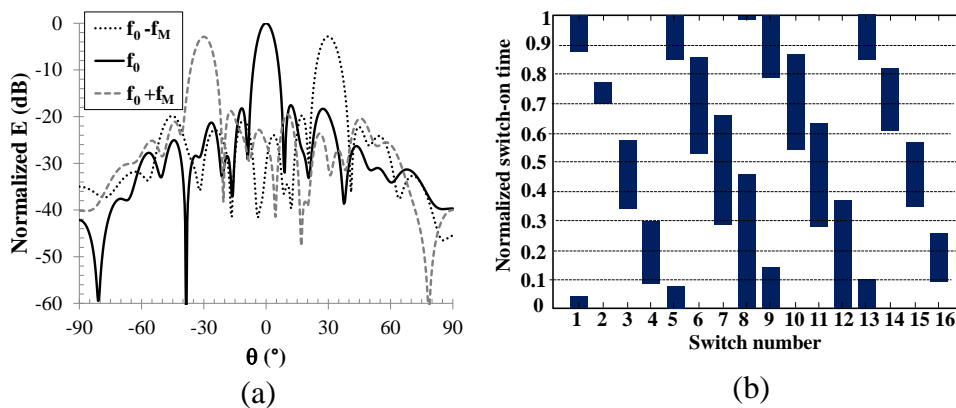 Normalized E (dB)
0
-10
-20
-30
-40
-50
-60
f₀ -f_M
f₀
f₀ +f_M
-90 -60 -30 0 30 60 90
θ (°)
(a)
Normalized switch-on time
1
0.9
0.8
0.7
0.6
0.5
0.4
0.3
0.2
0.1
0
1 2 3 4 5 6 7 8 9 10 11 12 13 14 15 16
Switch number
(b)